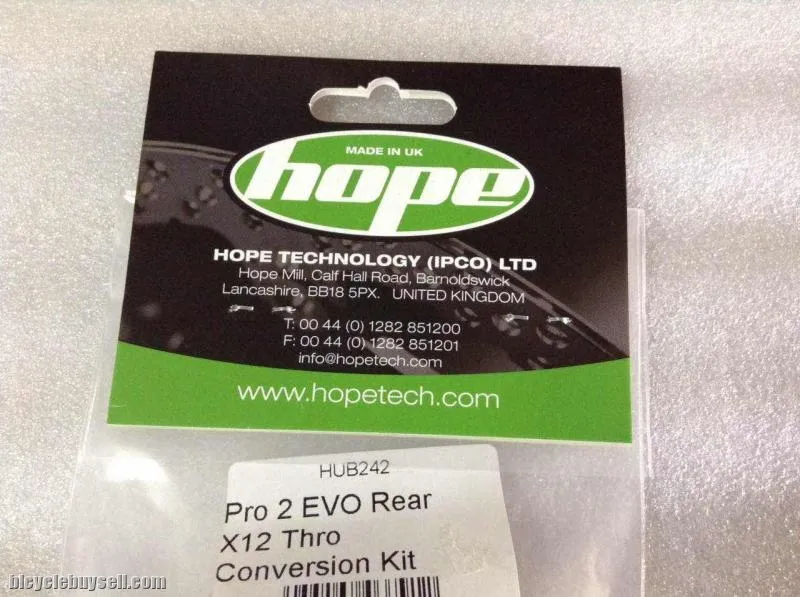 MADE IN UK
hope
HOPE TECHNOLOGY (IPCO) LTD
Hope Mill, Calf Hall Road, Barnoldswick
Lancashire, BB18 5PX. UNITED KINGDOM
T: 00 44 (0) 1282 851200
F: 00 44 (0) 1282 851201
info@hopetech.com
www.hopetech.com
HUB242
Pro 2 EVO Rear
X12 Thro
Conversion Kit
bicyclebuysell.com